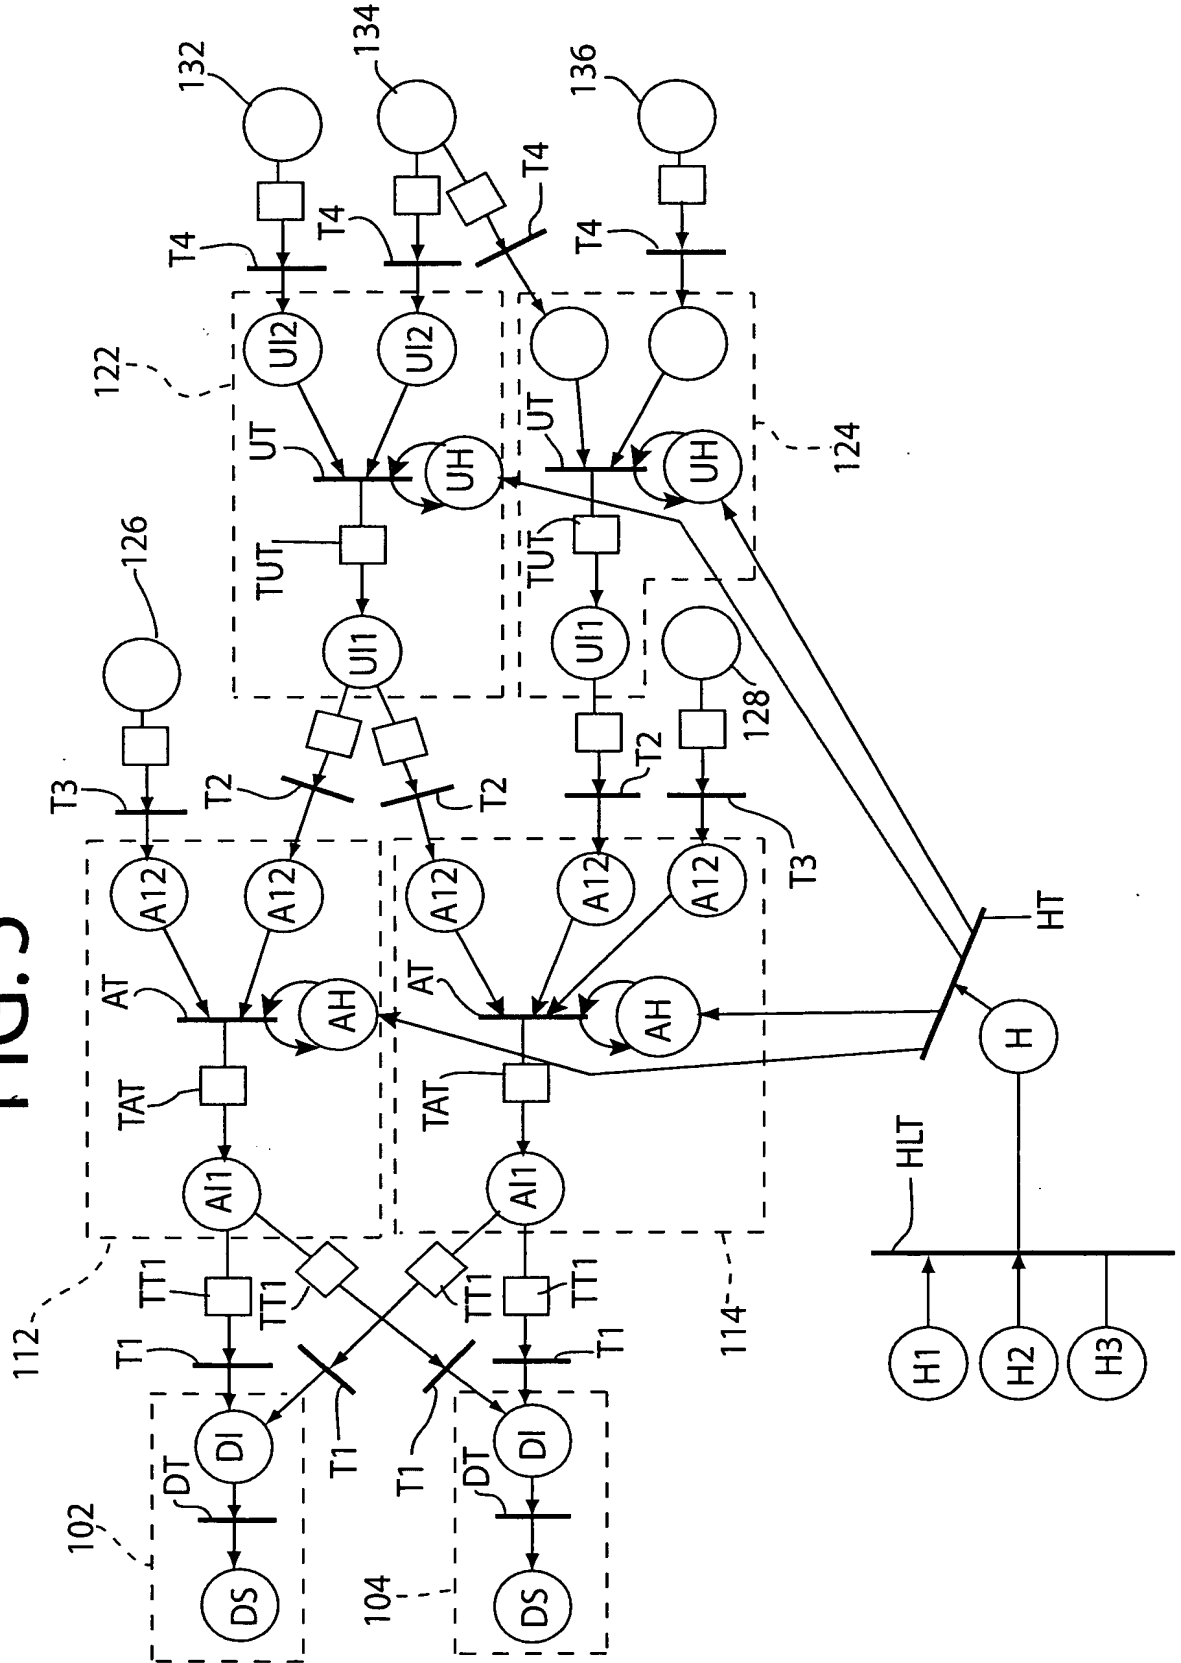 FIG.
112
T3
102
T1
TAT
AT
126
122
TT1
A12
DT
T4
132
DI
AI1
T2
DS
TT1
A12
TUT
UT
UI2
T1
AH
UI1
T4
104
134
T1
UI2
TAT
AT
A12
UH
DT
TT1
T2
DS
DI
AI1
TUT
UT
T4
TT1
A12
UI1
T4
136
T1
AH
T2
A12
UH
114
128
T3
124
H1
HLT
H2
H
HT
H3